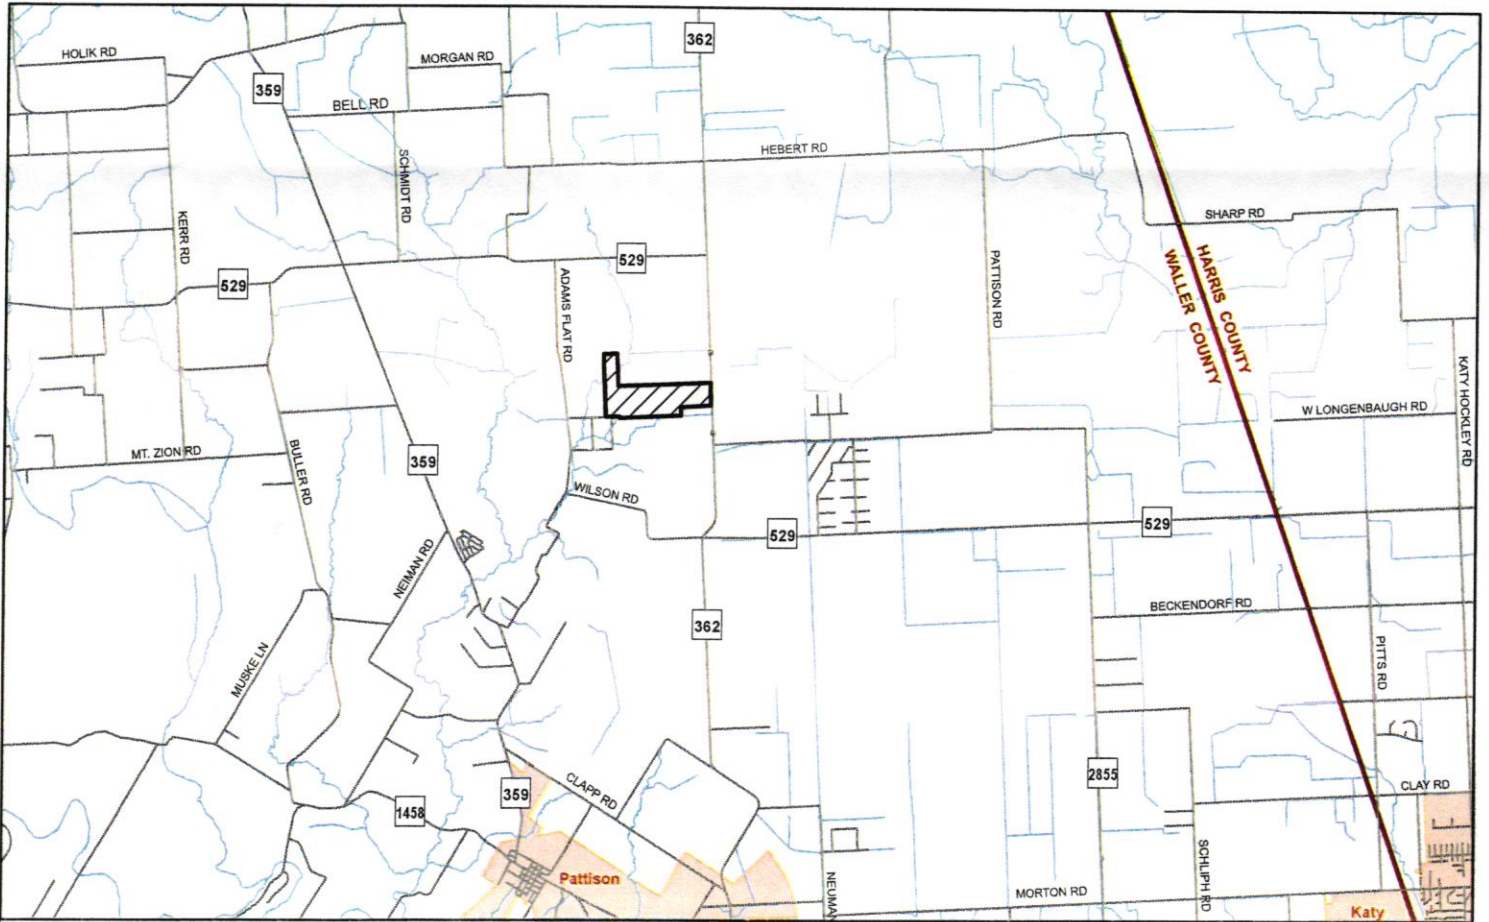 362
HOLIK RD
MORGAN RD
359
BELL RD
HEBERT RD
SCHMIDT RD
KERR RD
SHARP RD
529
529
ADAMS FLAT RD
PATTISON RD
HARRIS COUNTY
WALLER COUNTY
KATY HOCKLEY RD
W LONGENBAUGH RD
MT. ZION RD
BULLER RD
359
WILSON RD
529
529
NEIMAN RD
BECKENDORF RD
362
PITTS RD
MUSKE LN
2855
CLAPP RD
CLAY RD
359
1458
Pattison
SCHLIPH RD
NEUMAN
MORTON RD
Katy